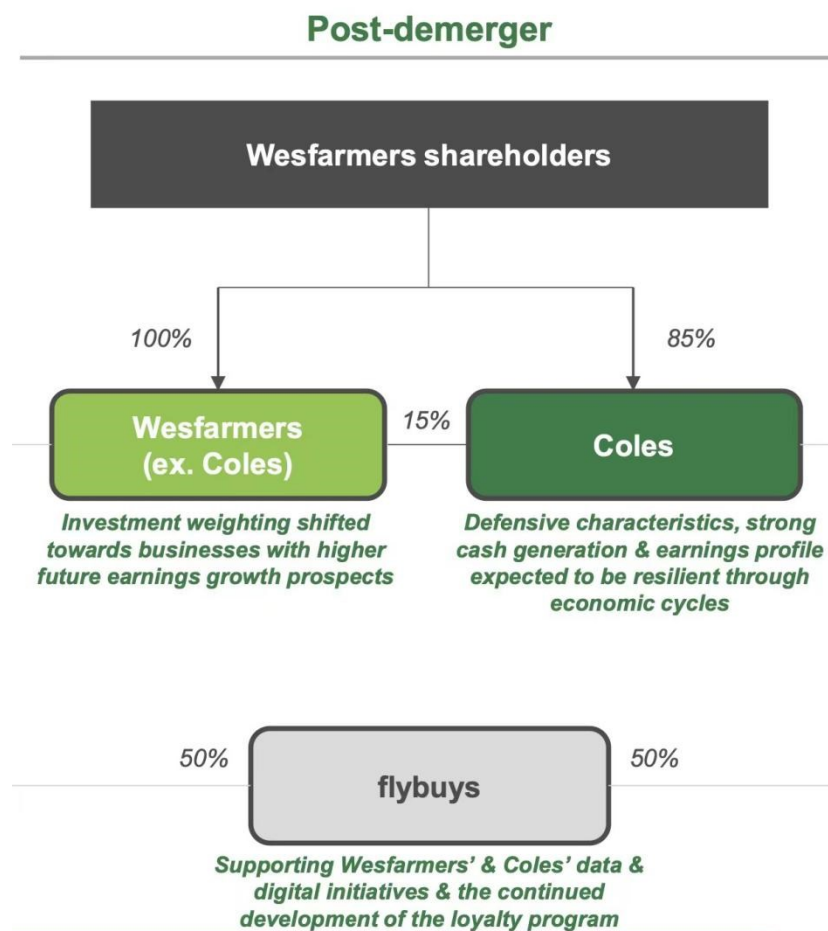 Post-demerger
Wesfarmers shareholders
100%
85%
Wesfarmers
(ex. Coles)
15%
Coles
Investment weighting shifted
towards businesses with higher
future earnings growth prospects
Defensive characteristics, strong
cash generation & earnings profile
expected to be resilient through
economic cycles
50%
flybuys
50%
Supporting Wesfarmers' & Coles' data &
digital initiatives & the continued
development of the loyalty program